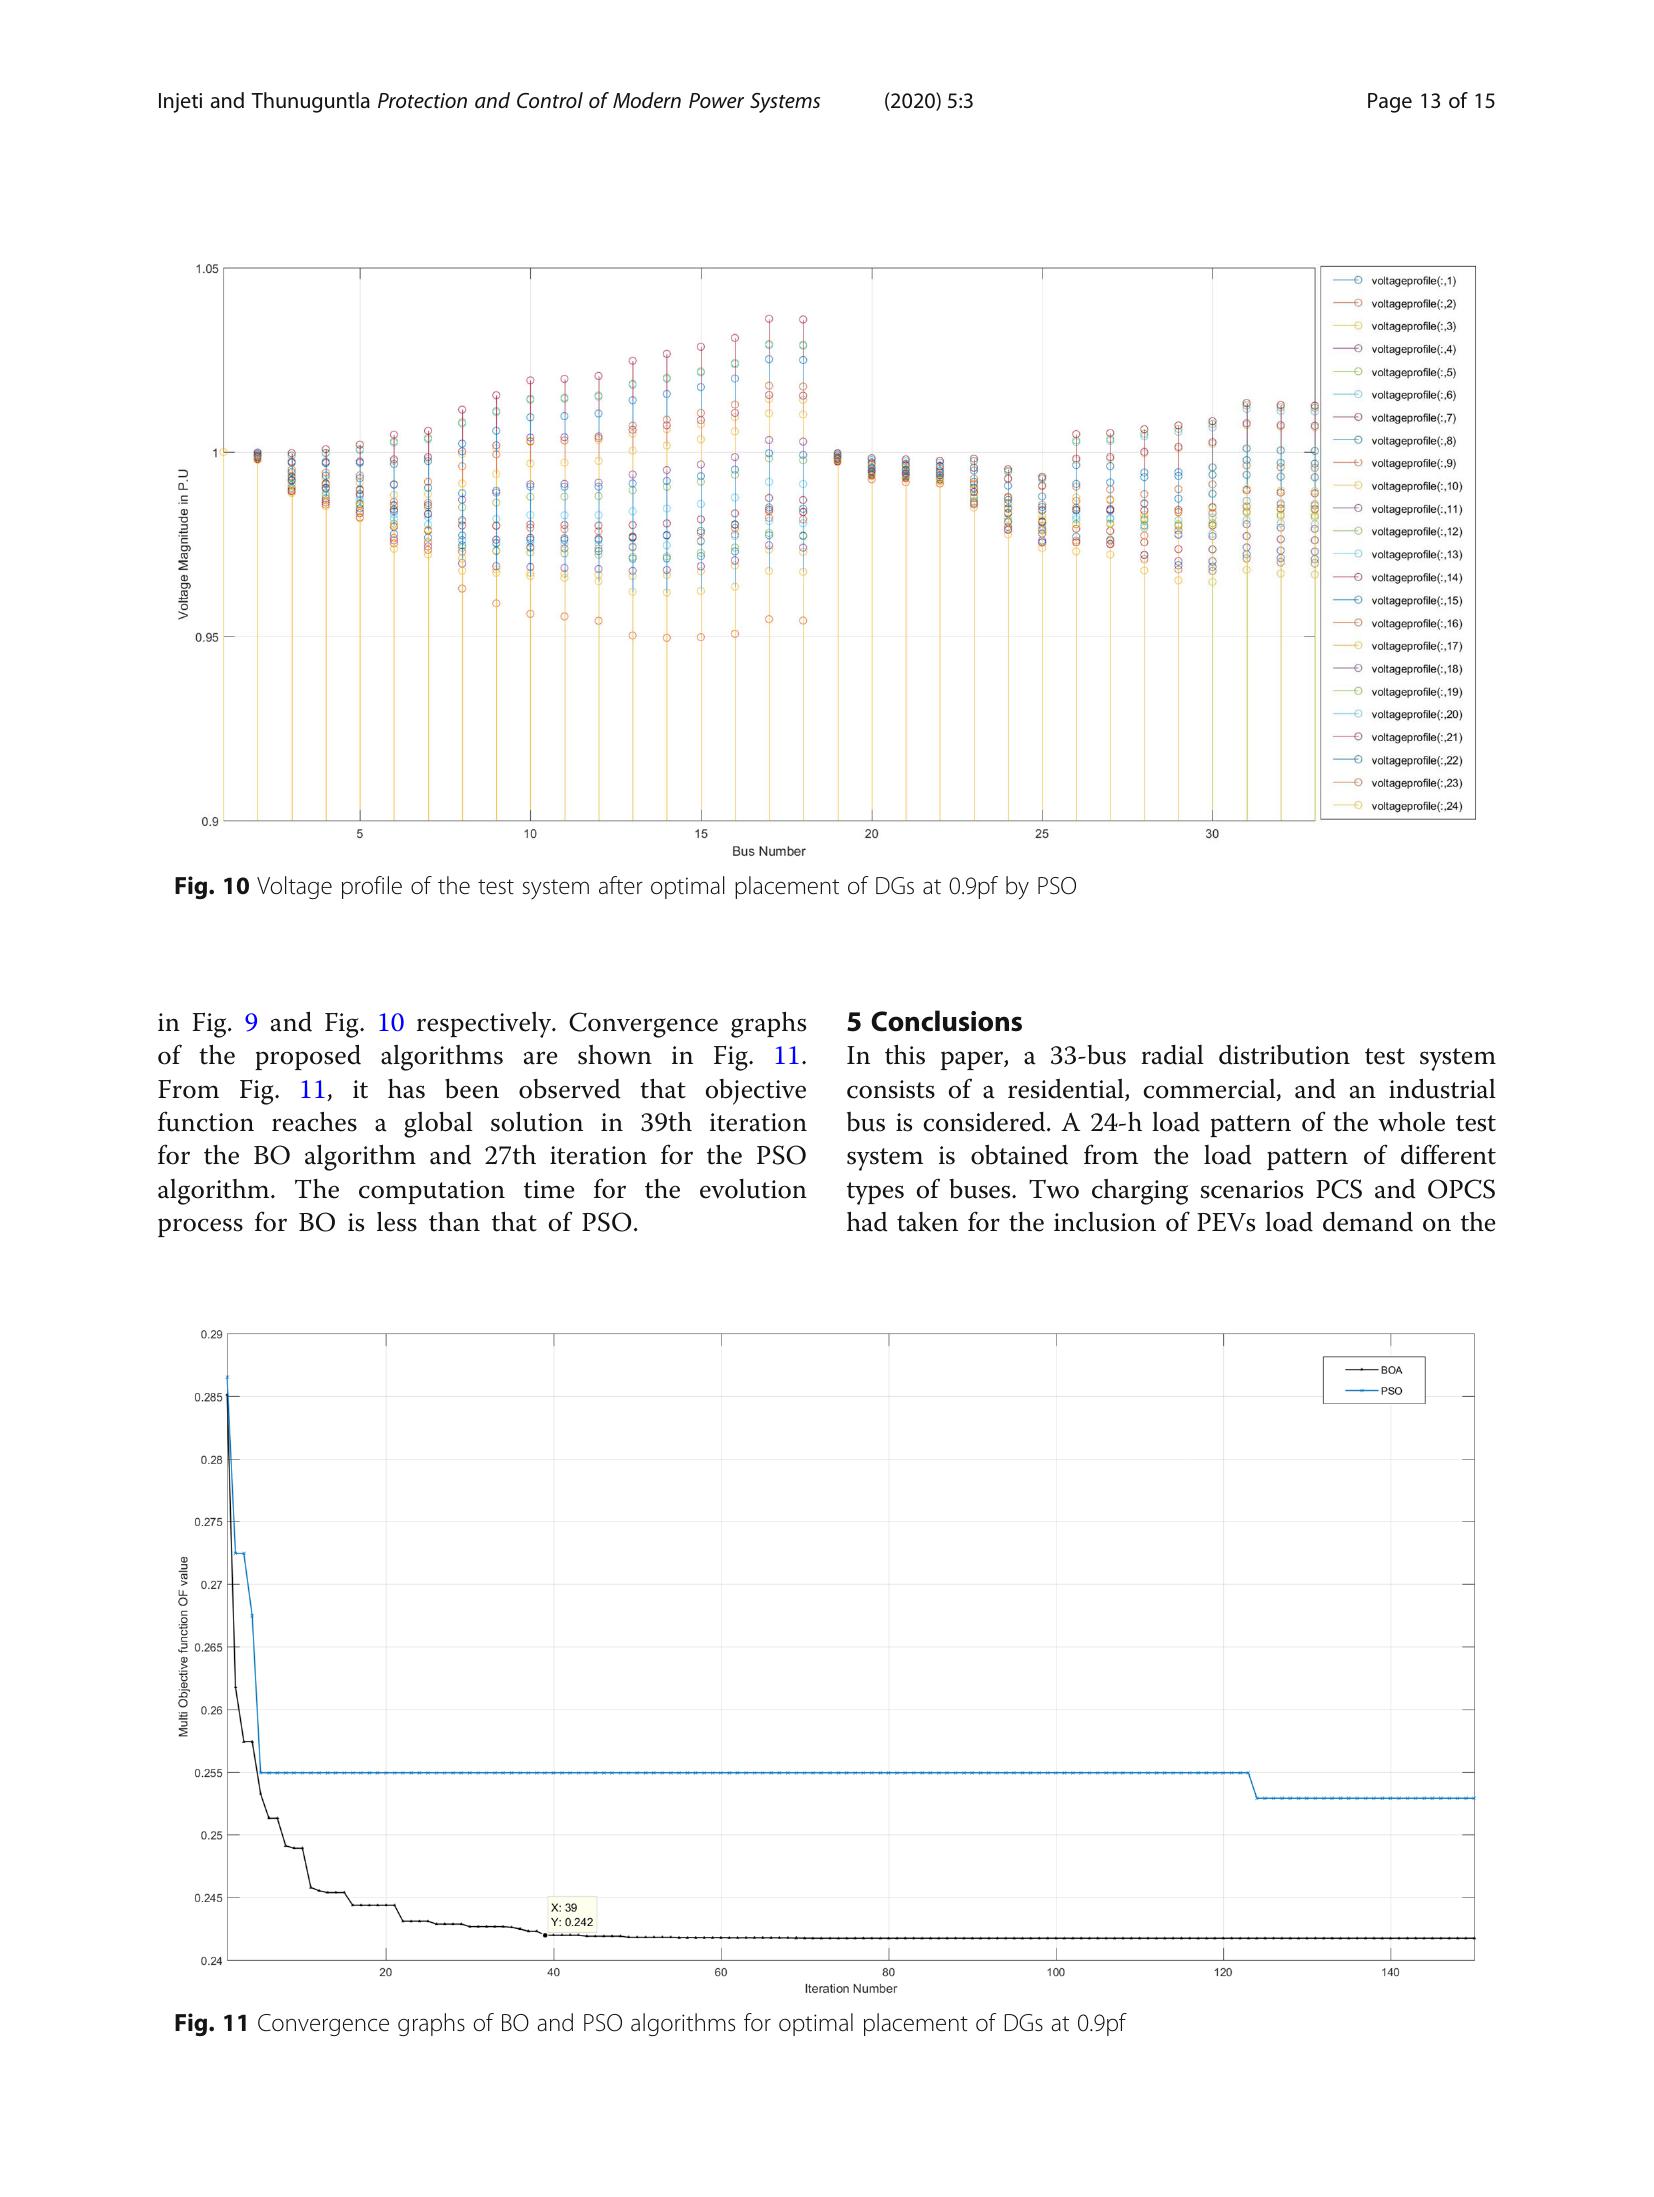 Injeti and Thunuguntla Protection and Control of Modern Power Systems (2020) 5:3 Page 13 of 15
1.05
1
0.95
0.9
Voltage Magnitude in P.U
5 10 15 20 25 30
Bus Number
voltageprofile(:,1)
voltageprofile(:,2)
voltageprofile(:,3)
voltageprofile(:,4)
voltageprofile(:,5)
voltageprofile(:,6)
voltageprofile(:,7)
voltageprofile(:,8)
voltageprofile(:,9)
voltageprofile(:,10)
voltageprofile(:,11)
voltageprofile(:,12)
voltageprofile(:,13)
voltageprofile(:,14)
voltageprofile(:,15)
voltageprofile(:,16)
voltageprofile(:,17)
voltageprofile(:,18)
voltageprofile(:,19)
voltageprofile(:,20)
voltageprofile(:,21)
voltageprofile(:,22)
voltageprofile(:,23)
voltageprofile(:,24)
Fig. 10 Voltage profile of the test system after optimal placement of DGs at 0.9pf by PSO
in Fig. 9 and Fig. 10 respectively. Convergence graphs
of the proposed algorithms are shown in Fig. 11.
From Fig. 11, it has been observed that objective
function reaches a global solution in 39th iteration
for the BO algorithm and 27th iteration for the PSO
algorithm. The computation time for the evolution
process for BO is less than that of PSO.
5 Conclusions
In this paper, a 33-bus radial distribution test system
consists of a residential, commercial, and an industrial
bus is considered. A 24-h load pattern of the whole test
system is obtained from the load pattern of different
types of buses. Two charging scenarios PCS and OPCS
had taken for the inclusion of PEVs load demand on the
0.29
0.285
0.28
0.275
0.27
0.265
0.26
0.255
0.25
0.245
0.24
Multi Objective function OF value
BOA
PSO
X: 39
Y: 0.242
20 40 60 80 100 120 140
Iteration Number
Fig. 11 Convergence graphs of BO and PSO algorithms for optimal placement of DGs at 0.9pf